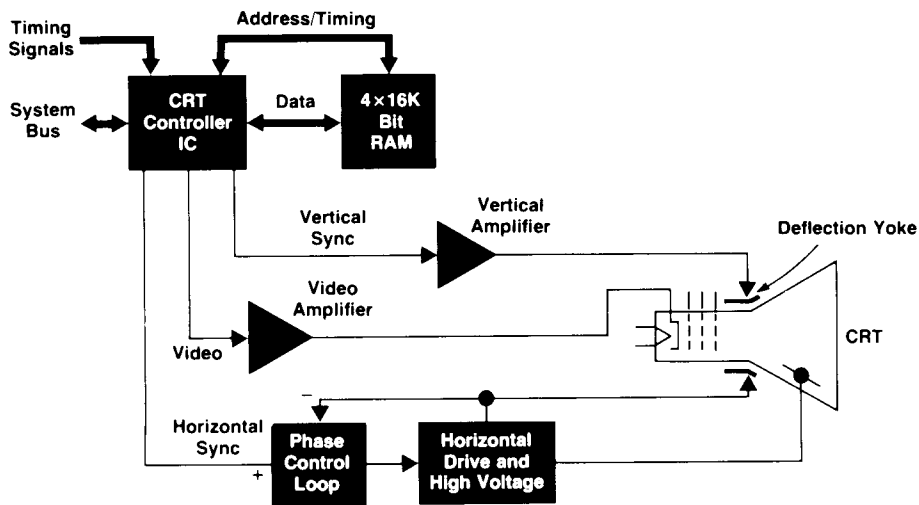 Timing
Signals
Address/Timing
System
Bus
CRT
Controller
IC
Data
4×16K
Bit
RAM
Vertical
Sync
Vertical
Amplifier
Deflection Yoke
Video
Amplifier
Video
CRT
Horizontal
Sync
+
−
Phase
Control
Loop
Horizontal
Drive and
High Voltage